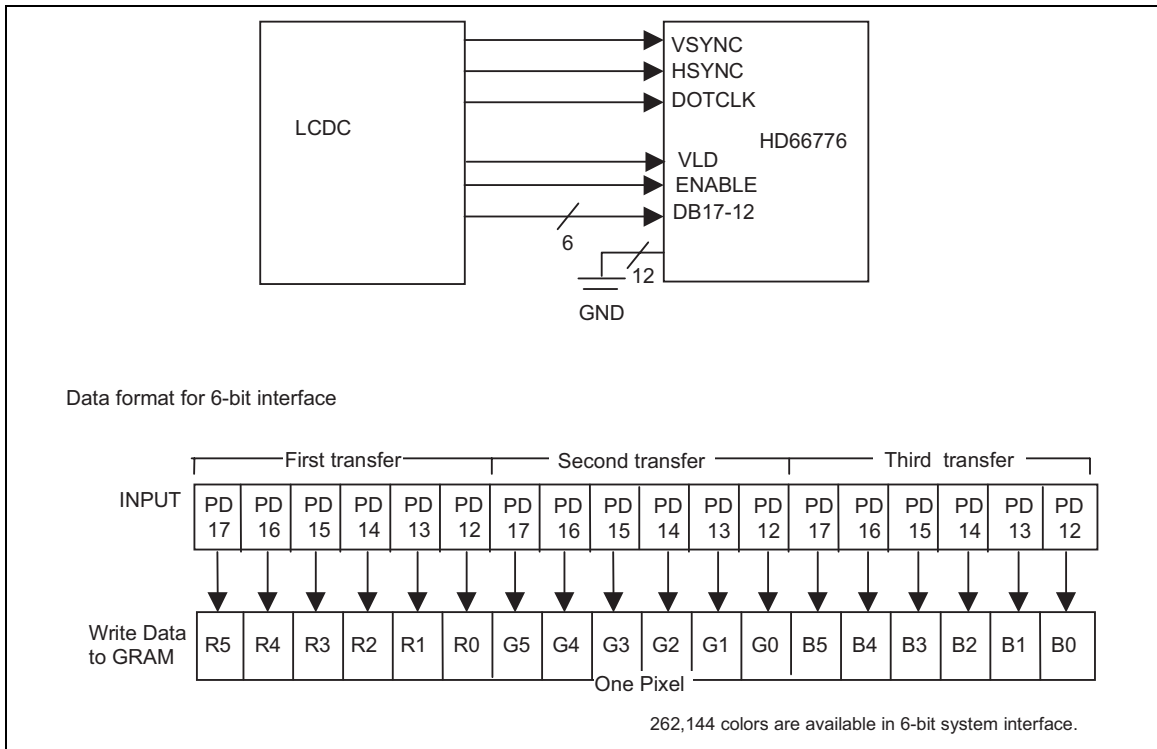 LCDC
VSYNC
HSYNC
DOTCLK
HD66776
VLD
ENABLE
DB17-12
6
12
GND
Data format for 6-bit interface
First transfer Second transfer Third transfer
INPUT PD 17 PD 16 PD 15 PD 14 PD 13 PD 12 PD 17 PD 16 PD 15 PD 14 PD 13 PD 12 PD 17 PD 16 PD 15 PD 14 PD 13 PD 12
Write Data
to GRAM
R5 R4 R3 R2 R1 R0 G5 G4 G3 G2 G1 G0 B5 B4 B3 B2 B1 B0
One Pixel
262,144 colors are available in 6-bit system interface.